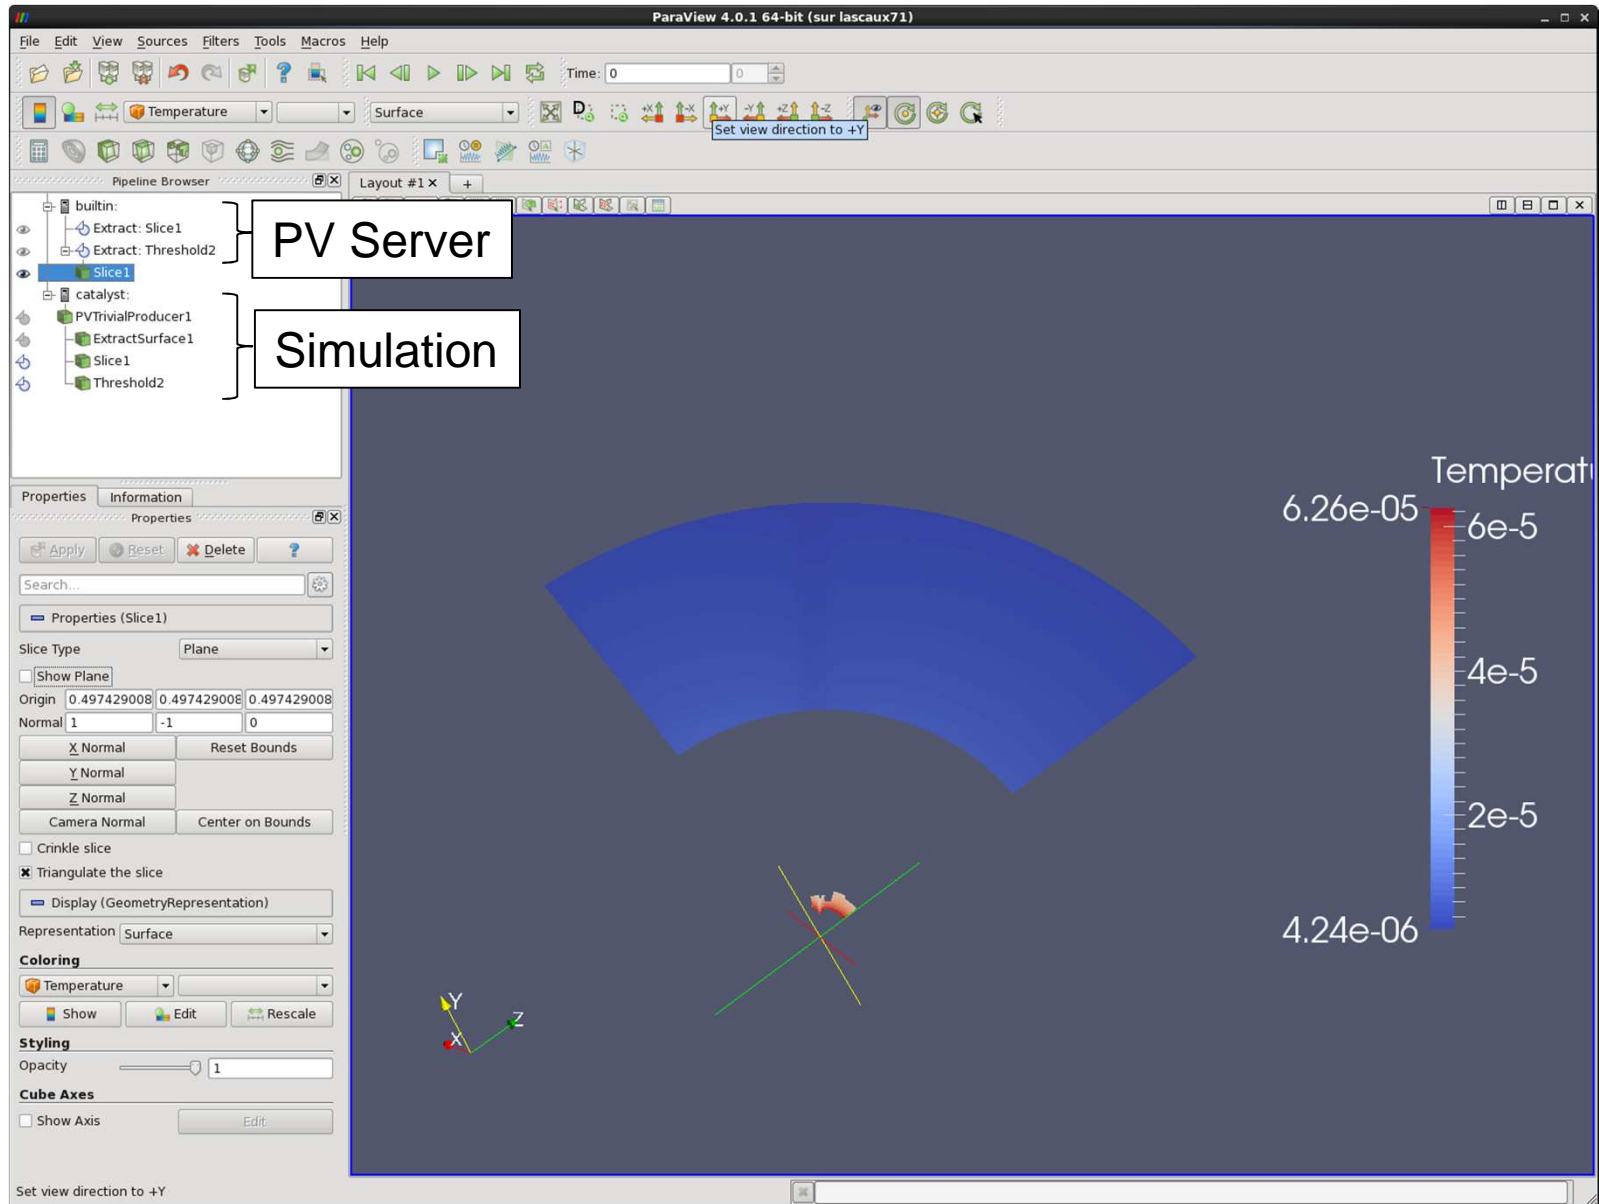 ParaView 4.0.1 64-bit (sur lascaux71)
File Edit View Sources Filters Tools Macros Help
Time: 0 0
Temperature Surface
+X -X +Y -Y +Z -Z
Set view direction to +Y
Pipeline Browser
Layout #1
builtin:
Extract: Slice1
Extract: Threshold2
Slice1
PV Server
catalyst:
PVTrivialProducer1
ExtractSurface1
Slice1
Threshold2
Simulation
Properties Information
Properties
Apply Reset Delete ?
Search...
Properties (Slice1)
Slice Type Plane
Show Plane
Origin 0.497429008 0.497429008 0.497429008
Normal 1 -1 0
X Normal Reset Bounds
Y Normal
Z Normal
Camera Normal Center on Bounds
Crinkle slice
Triangulate the slice
Display (GeometryRepresentation)
Representation Surface
Coloring
Temperature
Show Edit Rescale
Styling
Opacity 1
Cube Axes
Show Axis Edit
Set view direction to +Y
Temperatu
6.26e-05
6e-5
4e-5
2e-5
4.24e-06
Y
Z
X